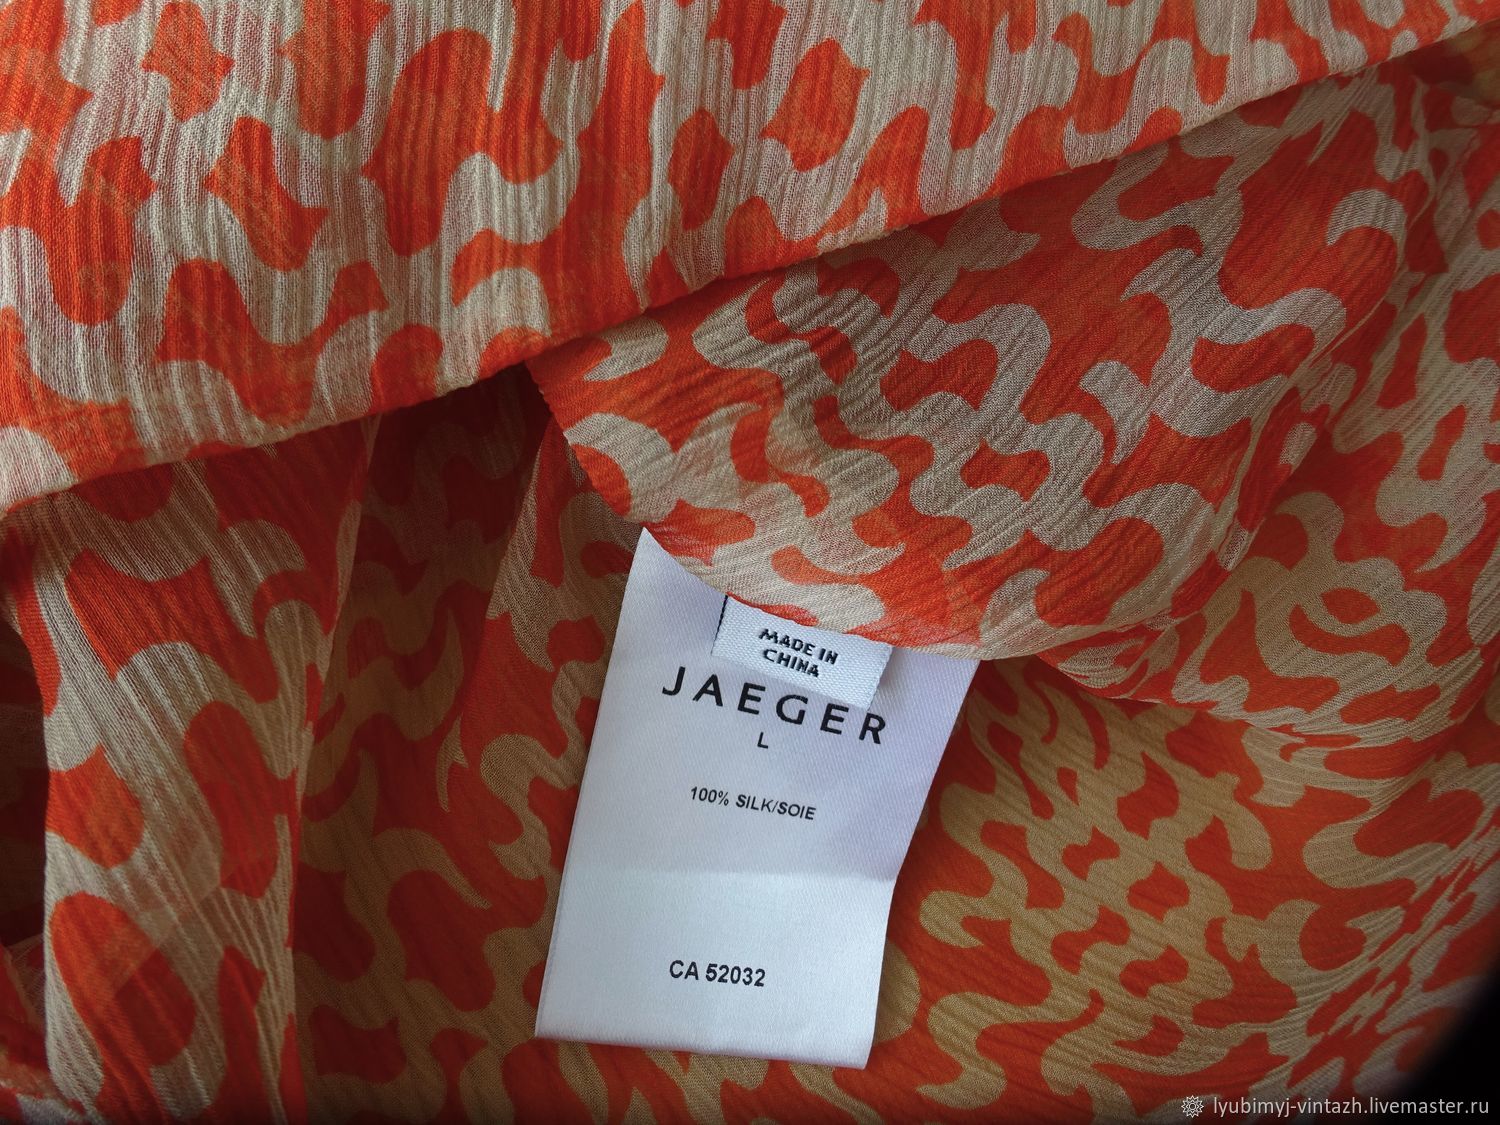 MADE IN
CHINA
JAEGER
L
100% SILK/SOIE
CA 52032
lyubimyj-vintazh.livemaster.ru